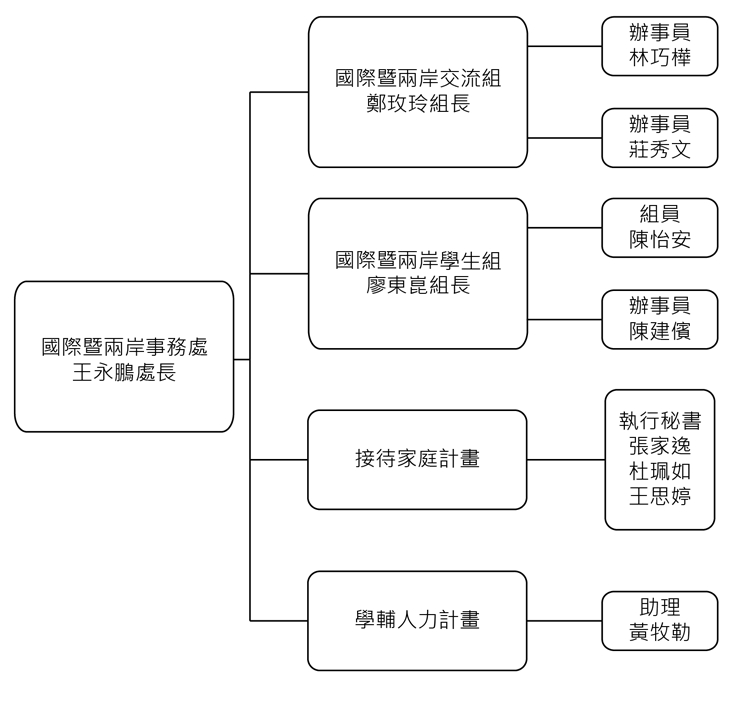 國際暨兩岸事務處
王永鵬處長
國際暨兩岸交流組
鄭玫玲組長
辦事員
林巧樺
辦事員
莊秀文
國際暨兩岸學生組
廖東崑組長
組員
陳怡安
辦事員
陳建儐
接待家庭計畫
執行秘書
張家逸
杜珮如
王思婷
學輔人力計畫
助理
黃牧勒